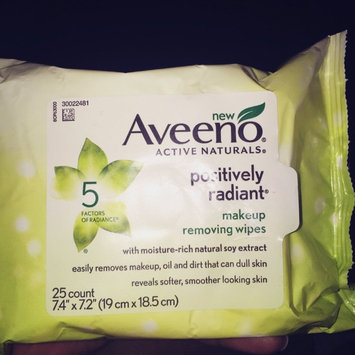 30022481
new
Aveeno®
ACTIVE NATURALS®
positively
radiant®
makeup
removing wipes
5
FACTORS
OF RADIANCE®
with moisture-rich natural soy extract
easily removes makeup, oil and dirt that can dull skin
reveals softer, smoother looking skin
25 count
7.4" x 7.2" (19 cm x 18.5 cm)